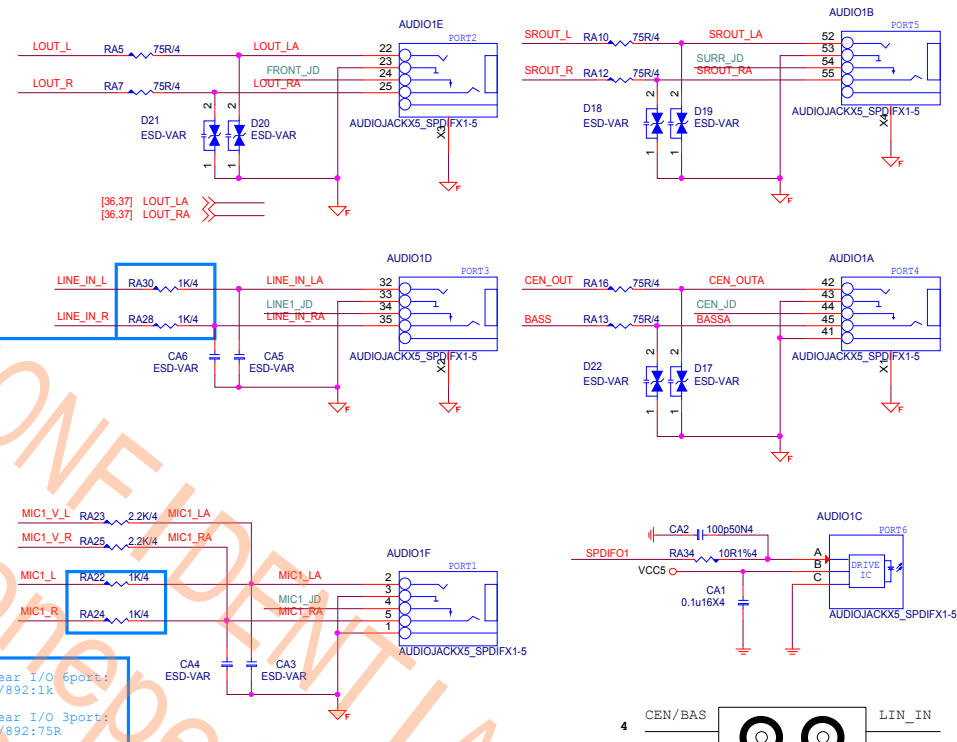 AUDIO1E
PORT2
LOUT_L RA5 75R/4 LOUT_LA 22
23
FRONT_JD 24
LOUT_R RA7 75R/4 LOUT_RA 25
2 2
D21 ESD-VAR
D20 ESD-VAR
1 1
AUDIOJACKX5_SPDIFX1-5
X3
F F
[36,37] LOUT_LA
[36,37] LOUT_RA
AUDIO1B
PORT5
SROUT_L RA10 75R/4 SROUT_LA 52
53
SURR_JD 54
SROUT_R RA12 75R/4 SROUT_RA 55
2 2
D18 ESD-VAR
D19 ESD-VAR
1 1
AUDIOJACKX5_SPDIFX1-5
X4
F F
AUDIO1D
PORT3
LINE_IN_L RA30 1K/4 LINE_IN_LA 32
33
LINE1_JD 34
LINE_IN_R RA28 1K/4 LINE_IN_RA 35
CA6 ESD-VAR
CA5 ESD-VAR
AUDIOJACKX5_SPDIFX1-5
X2
F F
AUDIO1A
PORT4
CEN_OUT RA16 75R/4 CEN_OUTA 42
43
CEN_JD 44
BASS RA13 75R/4 BASSA 45
41
2 2
D22 ESD-VAR
D17 ESD-VAR
1 1
AUDIOJACKX5_SPDIFX1-5
X1
F F
MIC1_V_L RA23 2.2K/4 MIC1_LA
MIC1_V_R RA25 2.2K/4 MIC1_RA
AUDIO1F
PORT1
MIC1_L RA22 1K/4 MIC1_LA 2
3
MIC1_JD 4
MIC1_R RA24 1K/4 MIC1_RA 5
1
CA4 ESD-VAR
CA3 ESD-VAR
AUDIOJACKX5_SPDIFX1-5
F
AUDIO1C
PORT6
CA2 100p50N4
SPDIFO1 RA34 10R1%4 A
VCC5 B
C
DRIVE
IC
CA1
0.1u16X4
AUDIOJACKX5_SPDIFX1-5
ear I/O 6port:
/892:1k
ear I/O 3port:
/892:75R
4 CEN/BAS LIN_IN
ONFIDENTIA